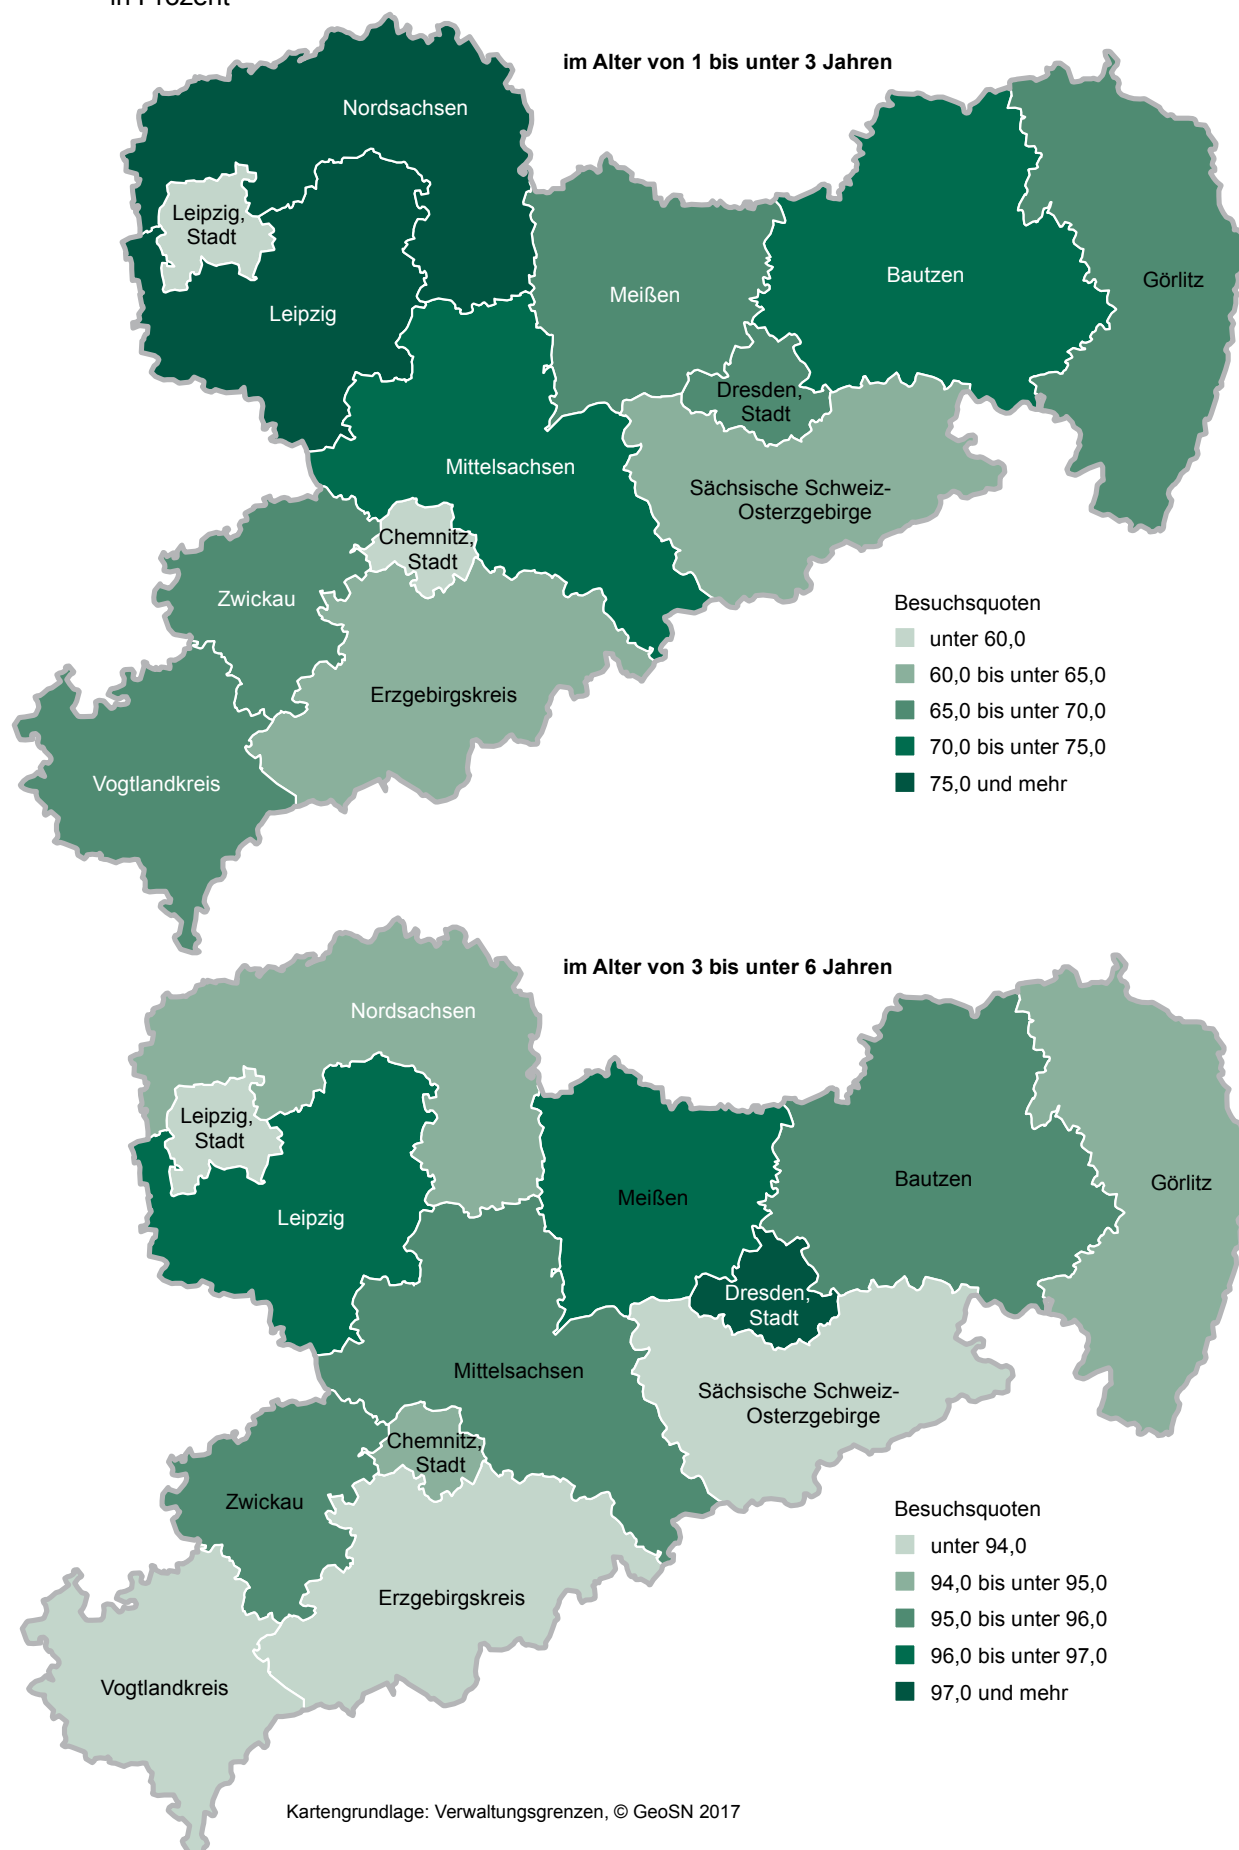 in Prozent
im Alter von 1 bis unter 3 Jahren
Nordsachsen
Leipzig,
Stadt
Leipzig
Meißen
Bautzen
Görlitz
Dresden,
Stadt
Mittelsachsen
Sächsische Schweiz-
Osterzgebirge
Chemnitz,
Stadt
Zwickau
Erzgebirgskreis
Vogtlandkreis
Besuchsquoten
unter 60,0
60,0 bis unter 65,0
65,0 bis unter 70,0
70,0 bis unter 75,0
75,0 und mehr
im Alter von 3 bis unter 6 Jahren
Nordsachsen
Leipzig,
Stadt
Leipzig
Meißen
Bautzen
Görlitz
Dresden,
Stadt
Mittelsachsen
Sächsische Schweiz-
Osterzgebirge
Chemnitz,
Stadt
Zwickau
Erzgebirgskreis
Vogtlandkreis
Besuchsquoten
unter 94,0
94,0 bis unter 95,0
95,0 bis unter 96,0
96,0 bis unter 97,0
97,0 und mehr
Kartengrundlage: Verwaltungsgrenzen, © GeoSN 2017